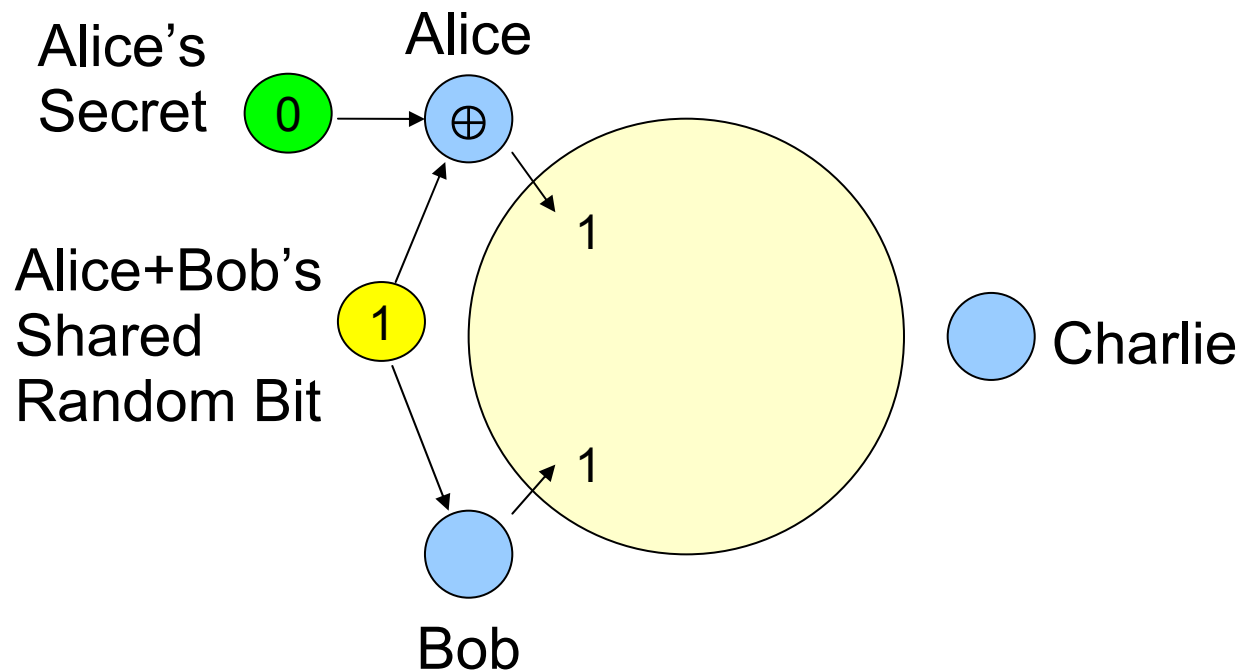 Alice's
Secret
0
Alice
⊕
1
Alice+Bob's
Shared
Random Bit
1
Charlie
1
Bob